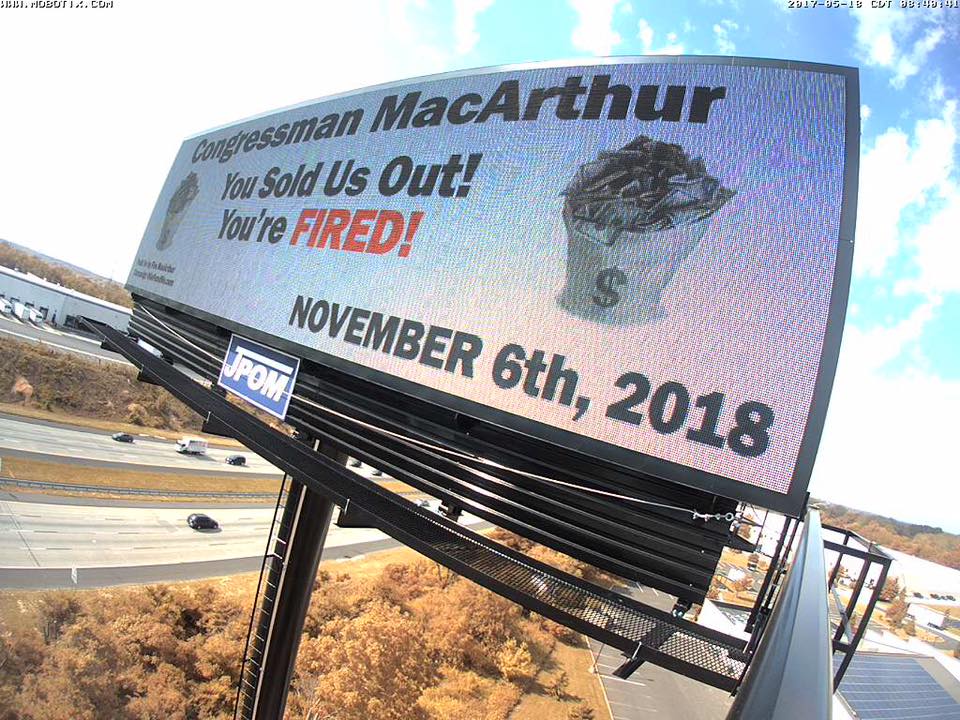 WWW.MOBOTIX.COM
2017-05-18 CDT 08:40:41
Congressman MacArthur
You Sold Us Out!
You're FIRED!
$
NOVEMBER 6th, 2018
JPOM